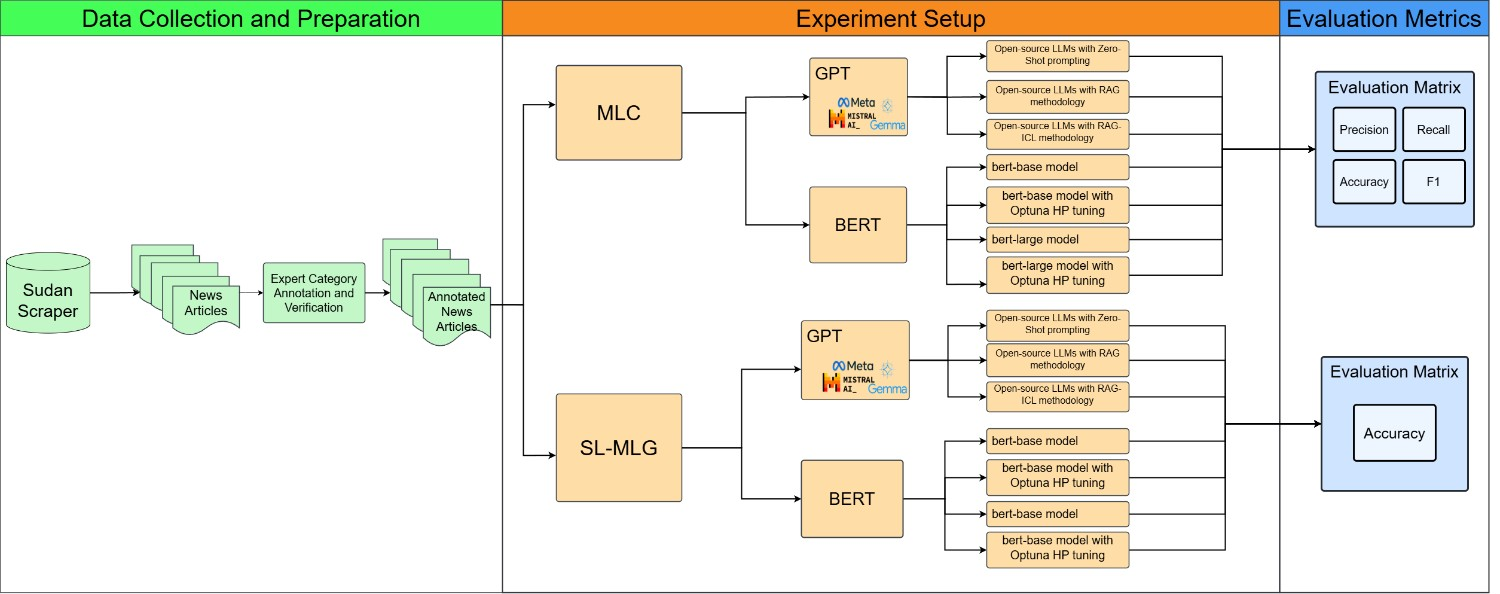 Data Collection and Preparation
Experiment Setup
Evaluation Metrics
Sudan
Scraper
News
Articles
Expert Category
Annotation and
Verification
Annotated
News
Articles
MLC
GPT
Meta
MISTRAL
AI_
Gemma
Open-source LLMs with Zero-
Shot prompting
Open-source LLMs with RAG
methodology
Open-source LLMs with RAG-
ICL methodology
BERT
bert-base model
bert-base model with
Optuna HP tuning
bert-large model
bert-large model with
Optuna HP tuning
Evaluation Matrix
Precision
Recall
Accuracy
F1
SL-MLG
GPT
Meta
MISTRAL
AI_
Gemma
Open-source LLMs with Zero-
Shot prompting
Open-source LLMs with RAG
methodology
Open-source LLMs with RAG-
ICL methodology
BERT
bert-base model
bert-base model with
Optuna HP tuning
bert-base model
bert-base model with
Optuna HP tuning
Evaluation Matrix
Accuracy